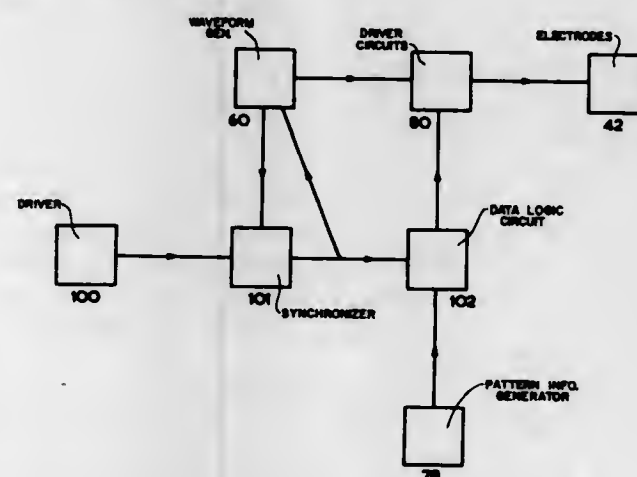 WAVEFORM
GEN.
60
DRIVER
CIRCUITS
80
ELECTRODES
42
DRIVER
100
101
SYNCHRONIZER
DATA LOGIC
CIRCUIT
102
PATTERN INFO.
GENERATOR